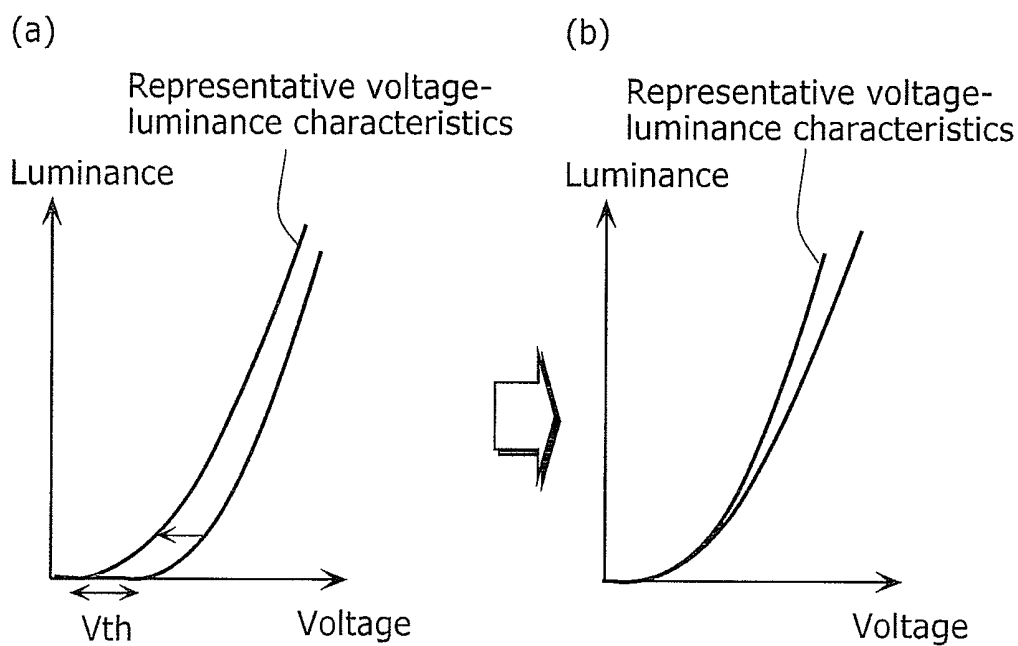 (a)
Representative voltage-
luminance characteristics
Luminance
Vth
Voltage
(b)
Representative voltage-
luminance characteristics
Luminance
Voltage